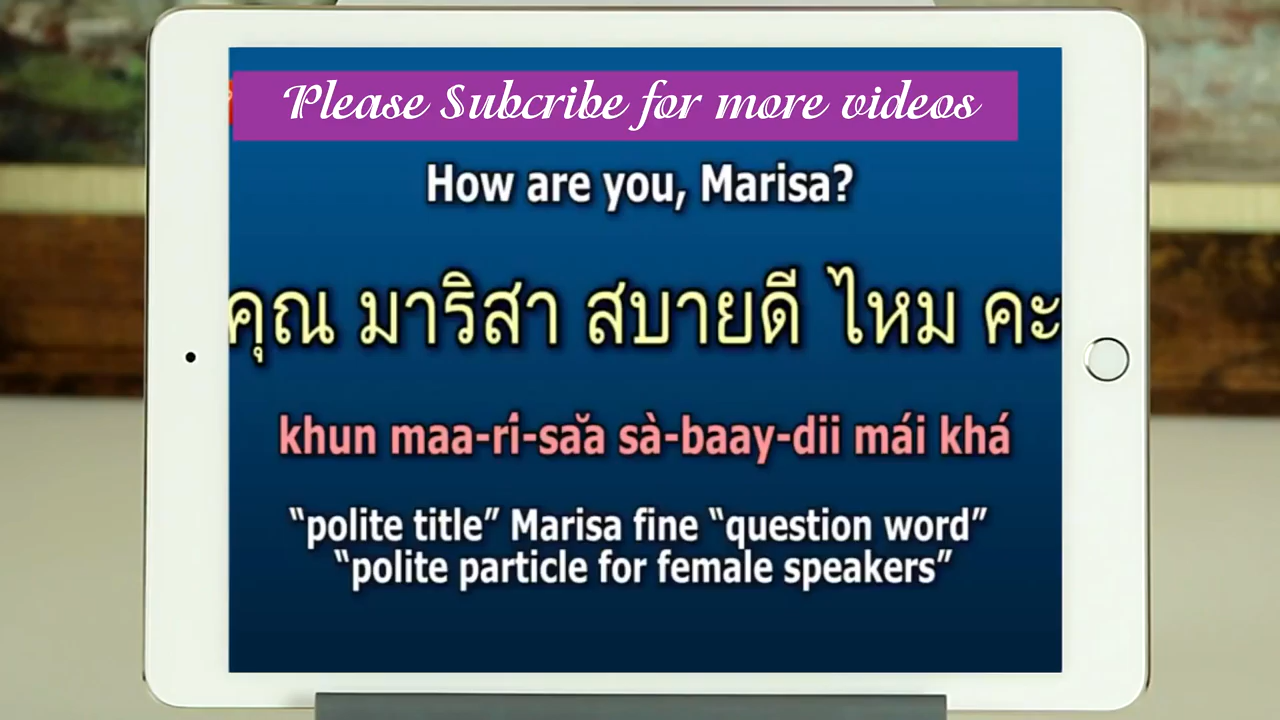 Please Subcribe for more videos
How are you, Marisa?
คุณ มาริสา สบายดี ไหม คะ
khun maa-rí-saǎa sà-baay-dii mái khá
“polite title” Marisa fine “question word”
“polite particle for female speakers”